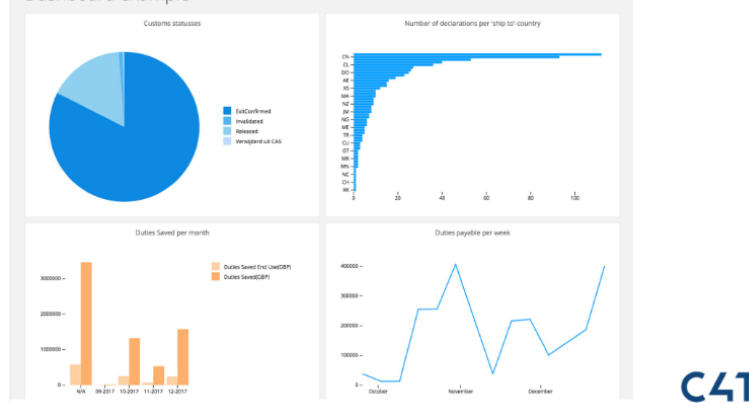 Dashboard example
Customs statusses
ExitConfirmed
Invalidated
Released
Verwijderd uit CAS
Number of declarations per 'ship to'-country
CN
CL
DO
AE
XS
MA
NZ
JM
NG
ME
TR
CU
GT
MR
MN
NC
CH
XK
0 20 40 60 80 100
Duties Saved per month
Duties Saved End Use(GBP)
Duties Saved(GBP)
3000000
2000000
1000000
0
N/A 09-2017 10-2017 11-2017 12-2017
Duties payable per week
400000
300000
200000
100000
0
October November December
C4T